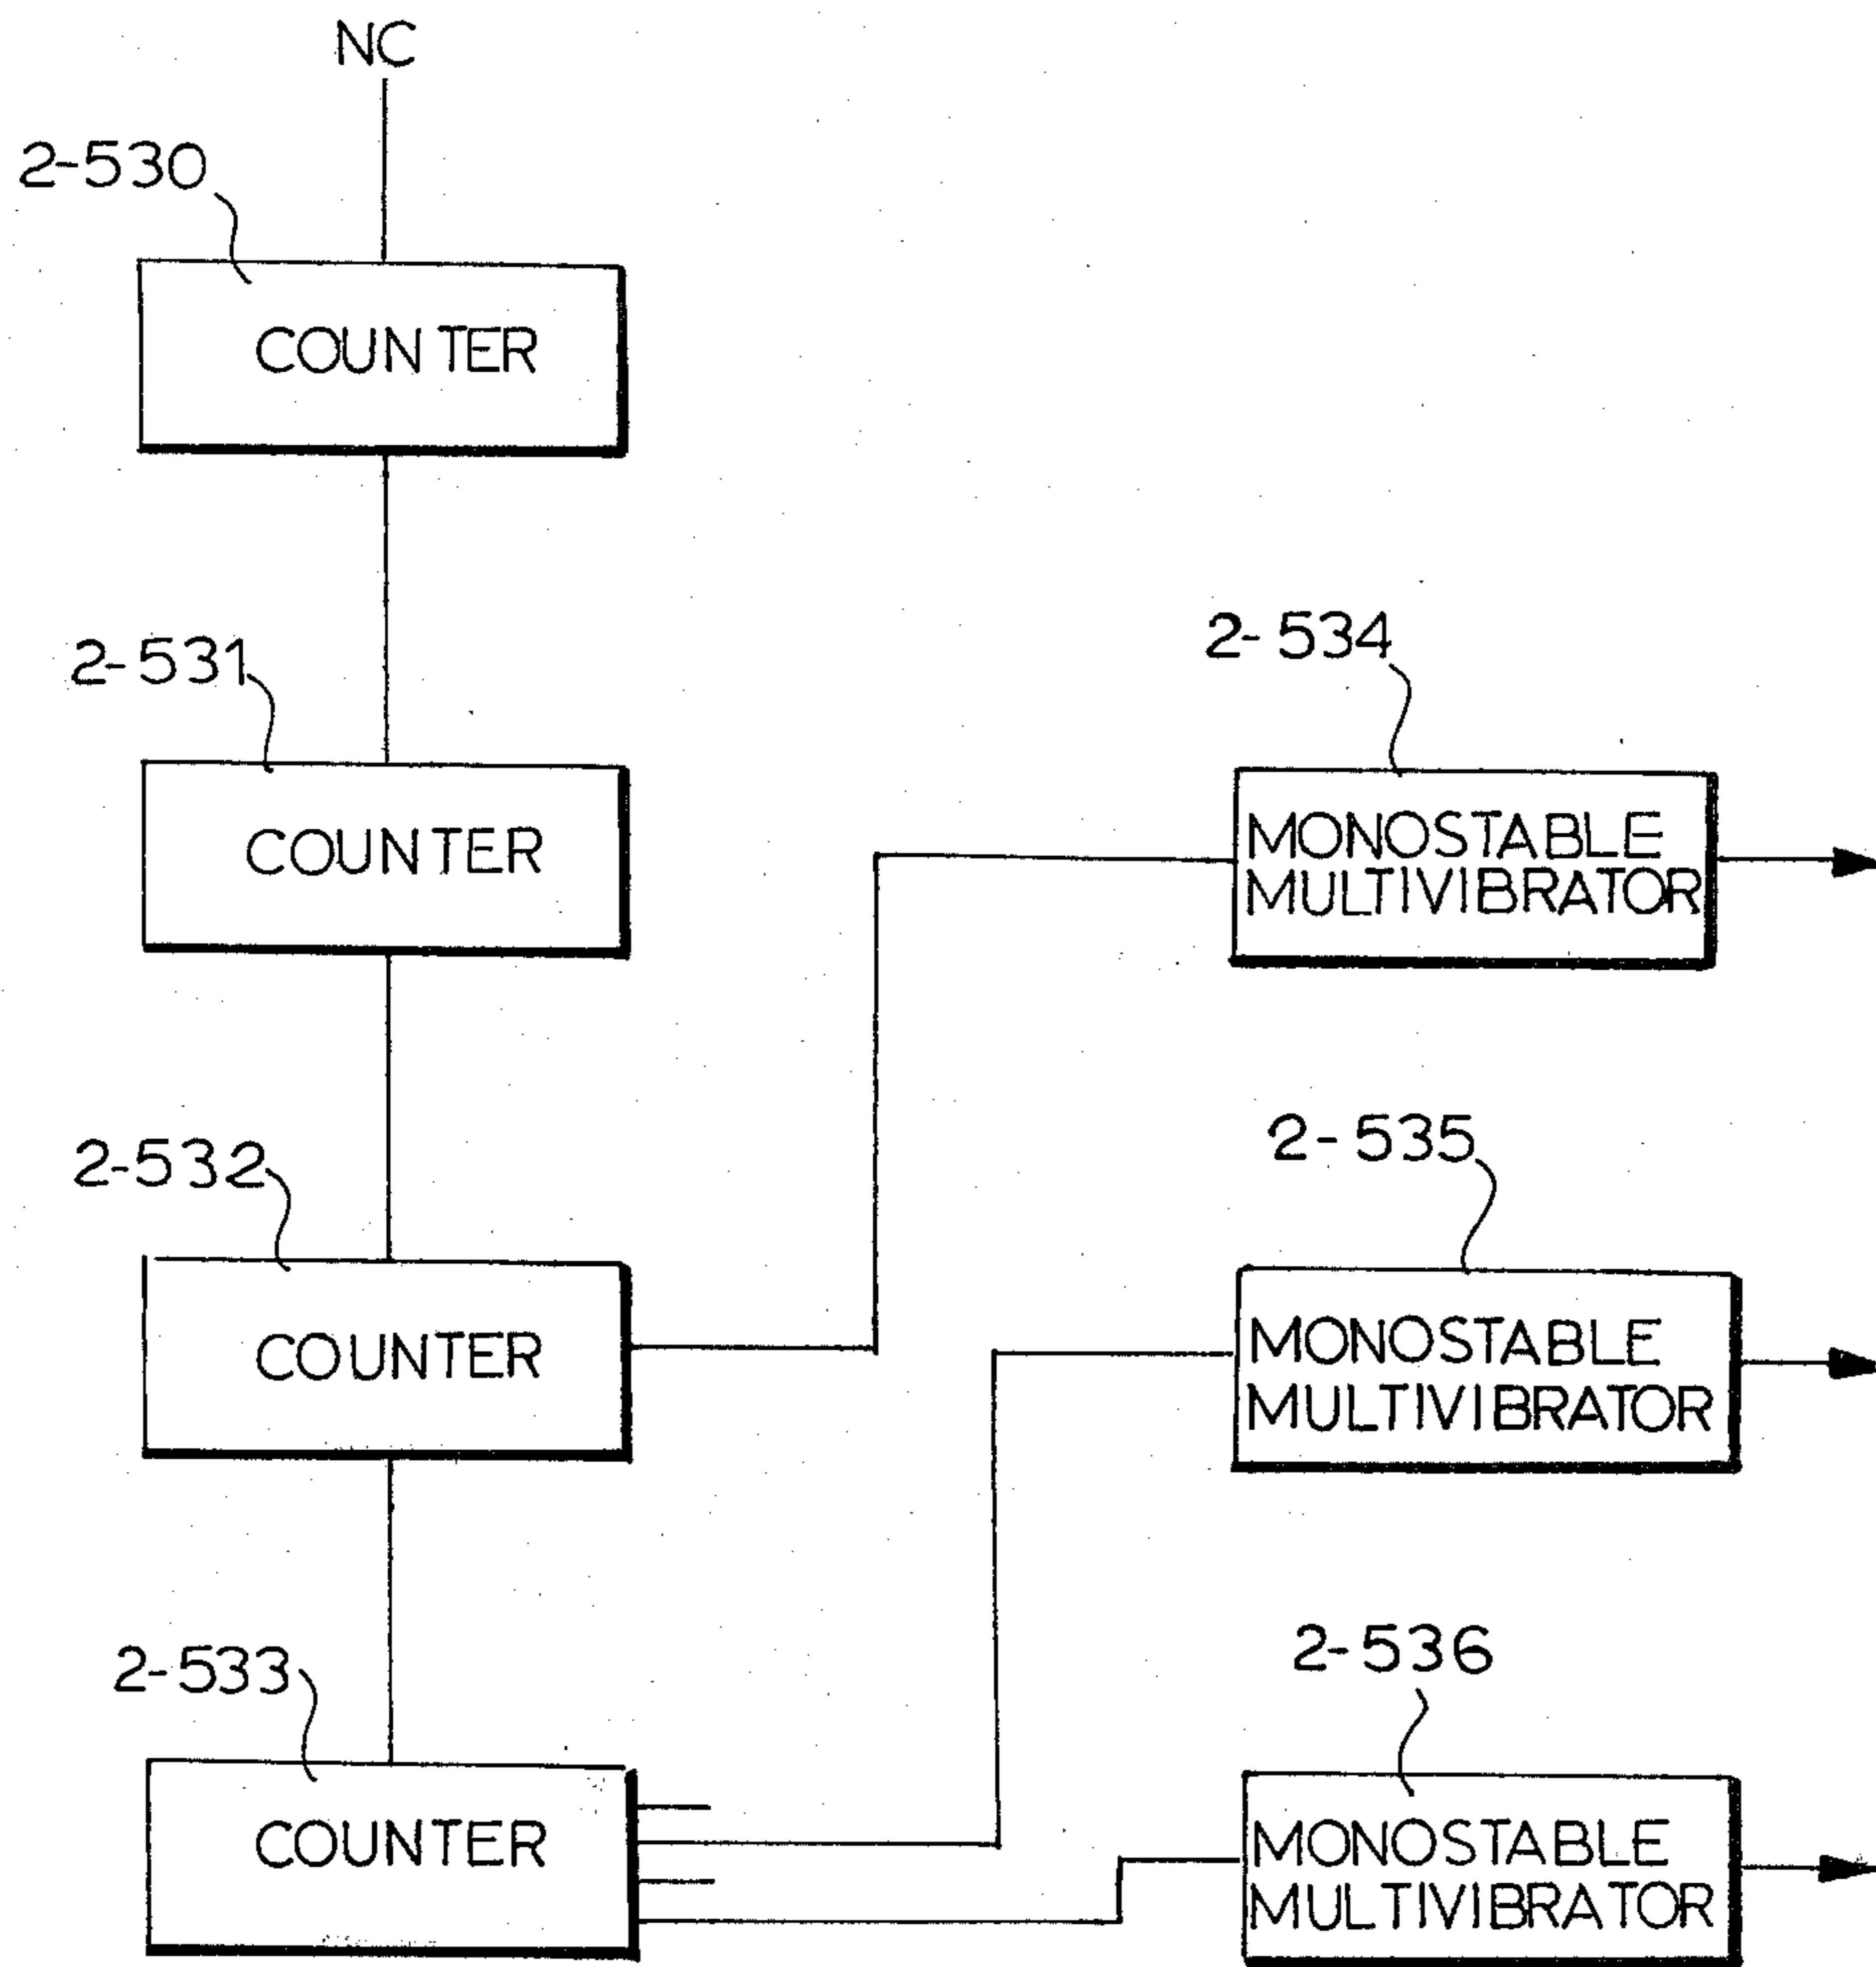 NC
2-530
COUNTER
2-531
COUNTER
2-534
MONOSTABLE
MULTIVIBRATOR
2-532
COUNTER
2-535
MONOSTABLE
MULTIVIBRATOR
2-533
COUNTER
2-536
MONOSTABLE
MULTIVIBRATOR